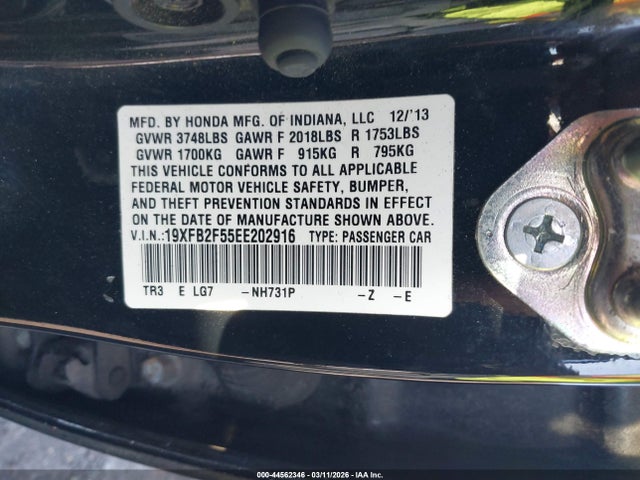 MFD. BY HONDA MFG. OF INDIANA, LLC 12/'13
GVWR 3748LBS GAWR F 2018LBS R 1753LBS
GVWR 1700KG GAWR F 915KG R 795KG
THIS VEHICLE CONFORMS TO ALL APPLICABLE
FEDERAL MOTOR VEHICLE SAFETY, BUMPER,
AND THEFT PREVENTION STANDARDS IN EFFECT
ON THE DATE OF MANUFACTURE SHOWN ABOVE.
V.I.N.:19XFB2F55EE202916 TYPE: PASSENGER CAR
TR3 E LG7 -NH731P -Z -E
000-44562346 - 03/11/2026 - IAA Inc.